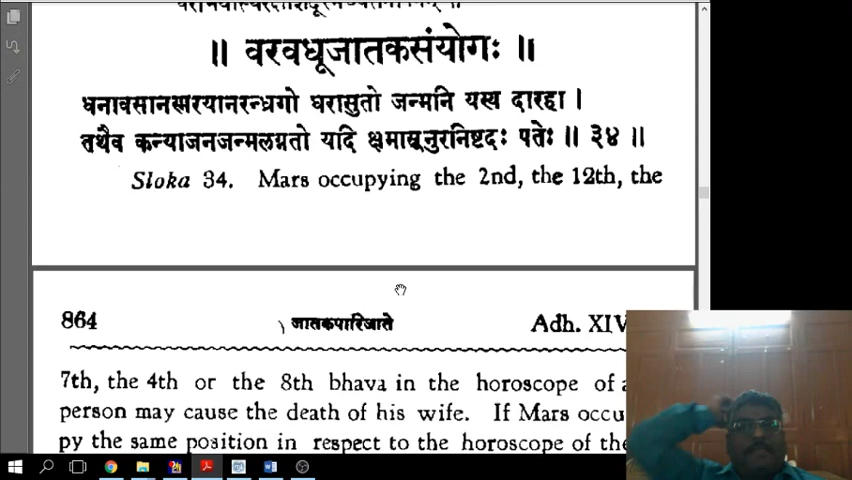 ॥ वरवधूजातकसंयोगः ॥
धनावसानस्मरयानरन्ध्रगो धरासुतो जन्मनि यस्य दारहा ।
तथैव कन्याजनजन्मलग्नतो यदि क्षमासूनुरनिष्टदः पतेः ॥ ३४ ॥
Sloka 34. Mars occupying the 2nd, the 12th, the
864 जातकपारिजाते Adh. XIV
7th, the 4th or the 8th bhava in the horoscope of
person may cause the death of his wife. If Mars occu
py the same position in respect to the horoscope of the